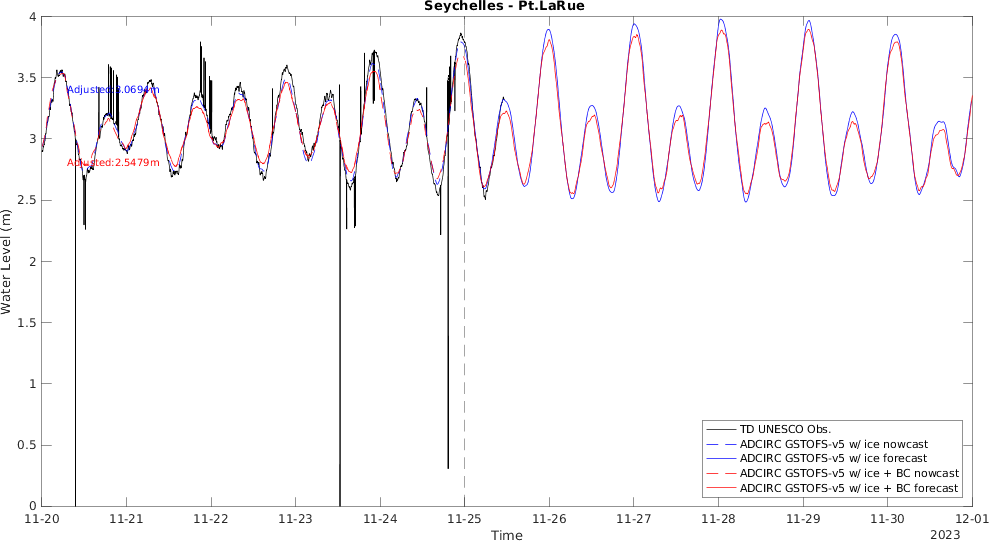 Seychelles - Pt.LaRue
Water Level (m)
4
3.5
3
2.5
2
1.5
1
0.5
0
Adjusted:3.0694m
Adjusted:2.5479m
TD UNESCO Obs.
ADCIRC GSTOFS-v5 w/ ice nowcast
ADCIRC GSTOFS-v5 w/ ice forecast
ADCIRC GSTOFS-v5 w/ ice + BC nowcast
ADCIRC GSTOFS-v5 w/ ice + BC forecast
11-20 11-21 11-22 11-23 11-24 11-25 11-26 11-27 11-28 11-29 11-30 12-01
Time
2023